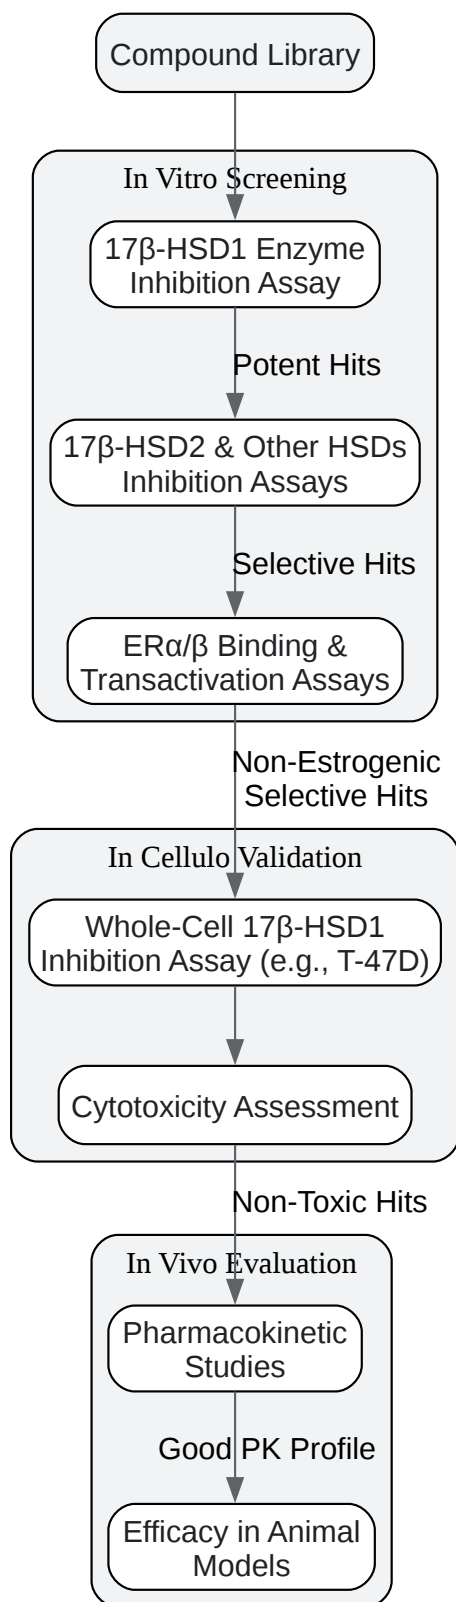 Compound Library
In Vitro Screening
17β-HSD1 Enzyme
Inhibition Assay
Potent Hits
17β-HSD2 & Other HSDs
Inhibition Assays
Selective Hits
ERα/β Binding &
Transactivation Assays
Non-Estrogenic
Selective Hits
In Cellulo Validation
Whole-Cell 17β-HSD1
Inhibition Assay (e.g., T-47D)
Cytotoxicity Assessment
Non-Toxic Hits
In Vivo Evaluation
Pharmacokinetic
Studies
Good PK Profile
Efficacy in Animal
Models